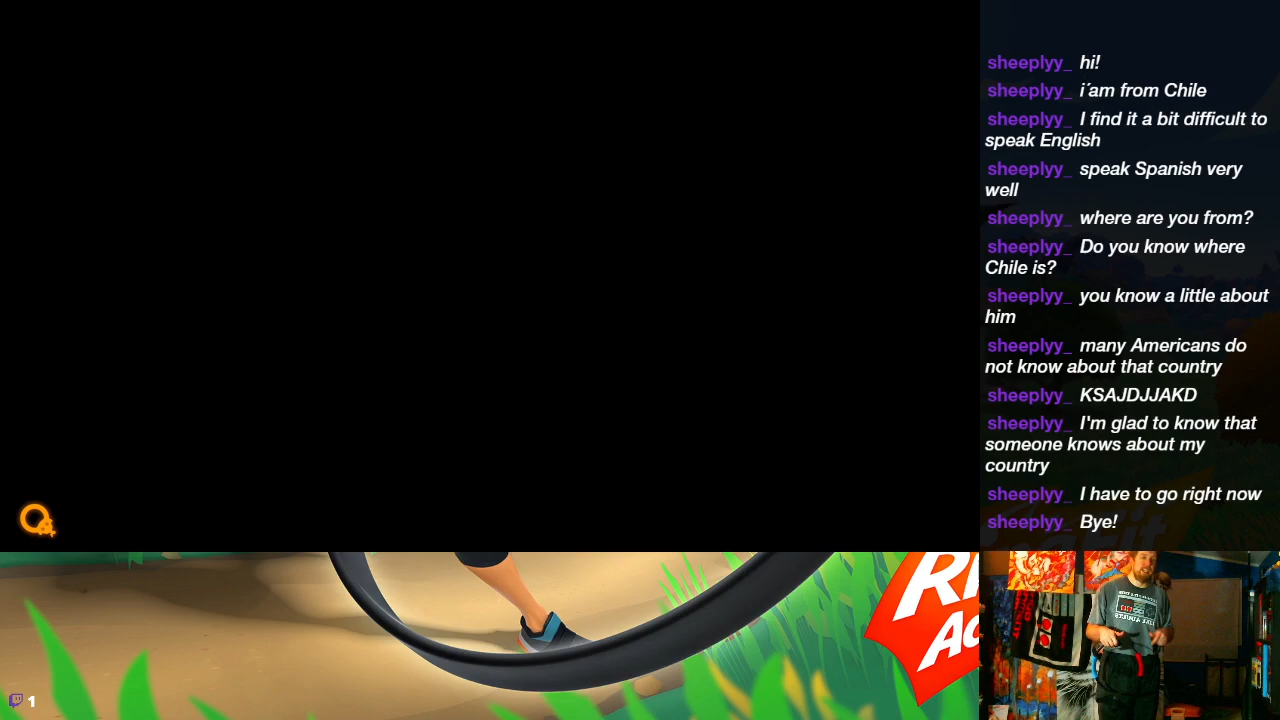 sheeplyy_ hi!
sheeplyy_ i´am from Chile
sheeplyy_ I find it a bit difficult to
speak English
sheeplyy_ speak Spanish very
well
sheeplyy_ where are you from?
sheeplyy_ Do you know where
Chile is?
sheeplyy_ you know a little about
him
sheeplyy_ many Americans do
not know about that country
sheeplyy_ KSAJDJJAKD
sheeplyy_ I'm glad to know that
someone knows about my
country
sheeplyy_ I have to go right now
sheeplyy_ Bye!
1